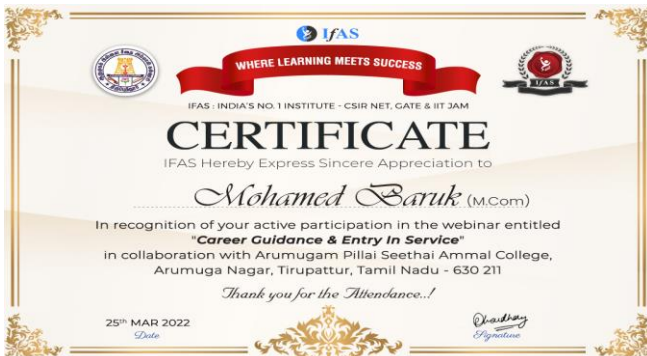 IFAS
WHERE LEARNING MEETS SUCCESS
IFAS
IFAS : INDIA'S NO. 1 INSTITUTE - CSIR NET, GATE & IIT JAM
CERTIFICATE
IFAS Hereby Express Sincere Appreciation to
Mohamed Baruk (M.Com)
In recognition of your active participation in the webinar entitled
"Career Guidance & Entry In Service"
in collaboration with Arumugam Pillai Seethai Ammal College,
Arumuga Nagar, Tirupattur, Tamil Nadu - 630 211
Thank you for the Attendance..!
25th MAR 2022
Date
Chaudhary
Signature